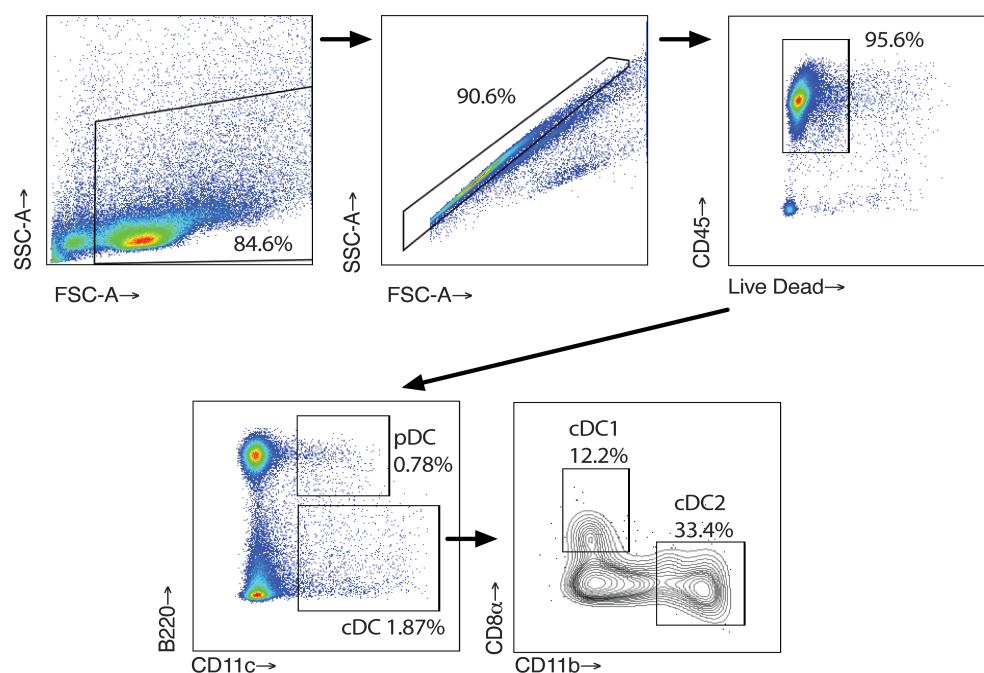 SSC-A→
84.6%
FSC-A→
SSC-A→
90.6%
FSC-A→
CD45→
95.6%
Live Dead→
B220→
pDC
0.78%
cDC 1.87%
CD11c→
CD8α→
cDC1
12.2%
cDC2
33.4%
CD11b→